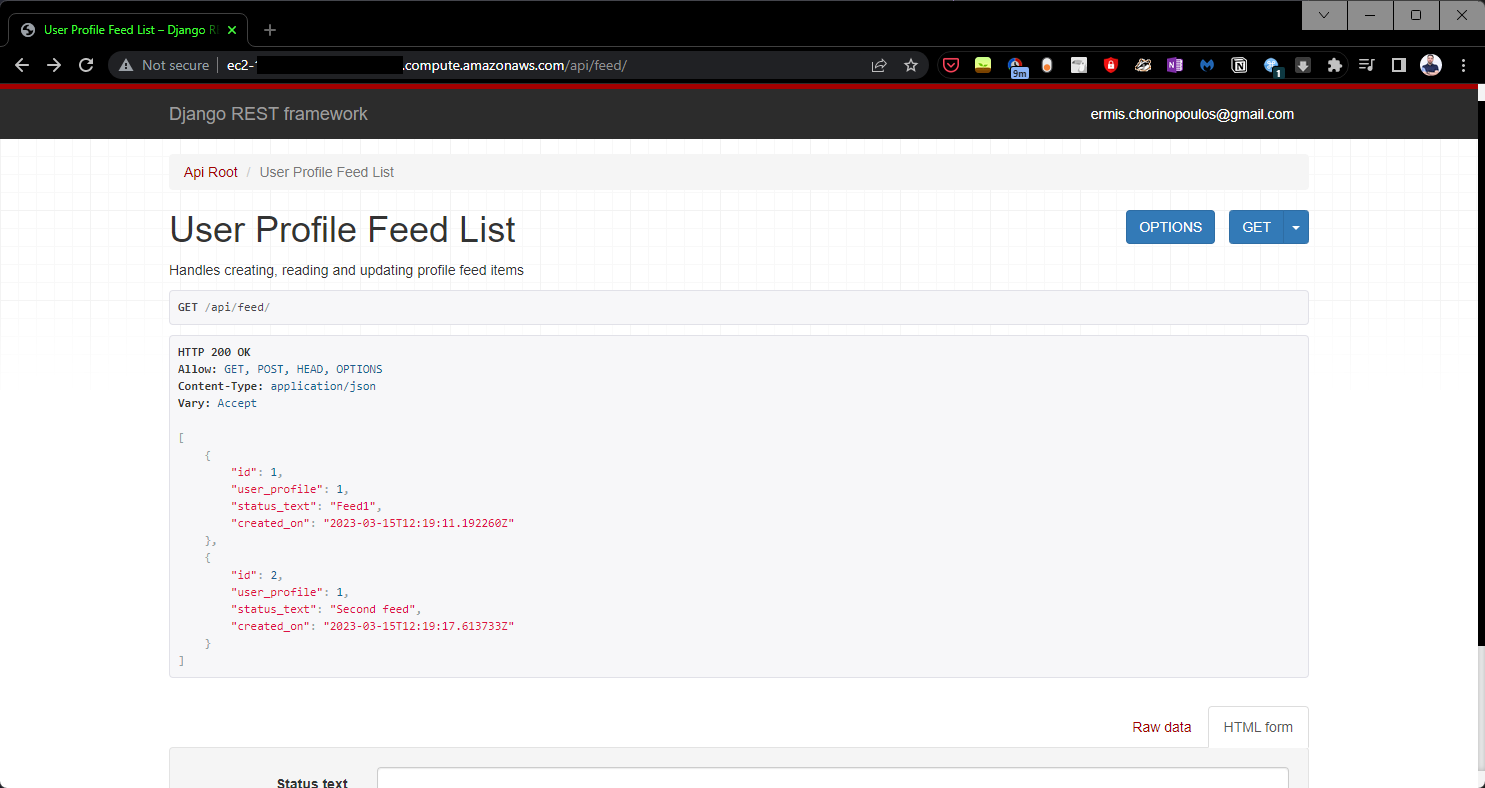 User Profile Feed List – Django R
Not secure ec2- .compute.amazonaws.com/api/feed/
9m
1
Django REST framework ermis.chorinopoulos@gmail.com
Api Root / User Profile Feed List
User Profile Feed List OPTIONS GET
Handles creating, reading and updating profile feed items
GET /api/feed/
HTTP 200 OK
Allow: GET, POST, HEAD, OPTIONS
Content-Type: application/json
Vary: Accept
[
    {
        "id": 1,
        "user_profile": 1,
        "status_text": "Feed1",
        "created_on": "2023-03-15T12:19:11.192260Z"
    },
    {
        "id": 2,
        "user_profile": 1,
        "status_text": "Second feed",
        "created_on": "2023-03-15T12:19:17.613733Z"
    }
]
Raw data HTML form
Status text